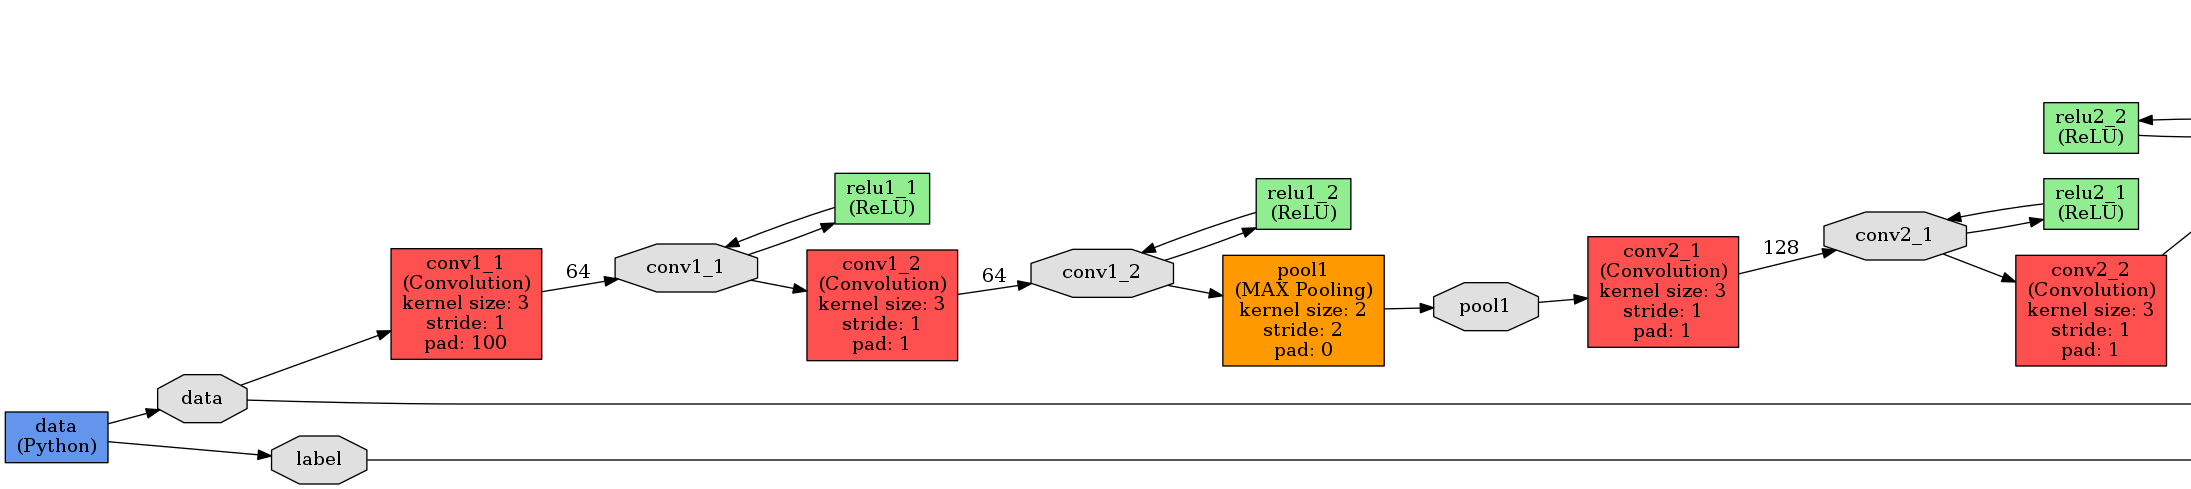 data
(Python)
data
label
conv1_1
(Convolution)
kernel size: 3
stride: 1
pad: 100
64
conv1_1
relu1_1
(ReLU)
conv1_2
(Convolution)
kernel size: 3
stride: 1
pad: 1
64
conv1_2
relu1_2
(ReLU)
pool1
(MAX Pooling)
kernel size: 2
stride: 2
pad: 0
pool1
conv2_1
(Convolution)
kernel size: 3
stride: 1
pad: 1
128
conv2_1
relu2_2
(ReLU)
relu2_1
(ReLU)
conv2_2
(Convolution)
kernel size: 3
stride: 1
pad: 1